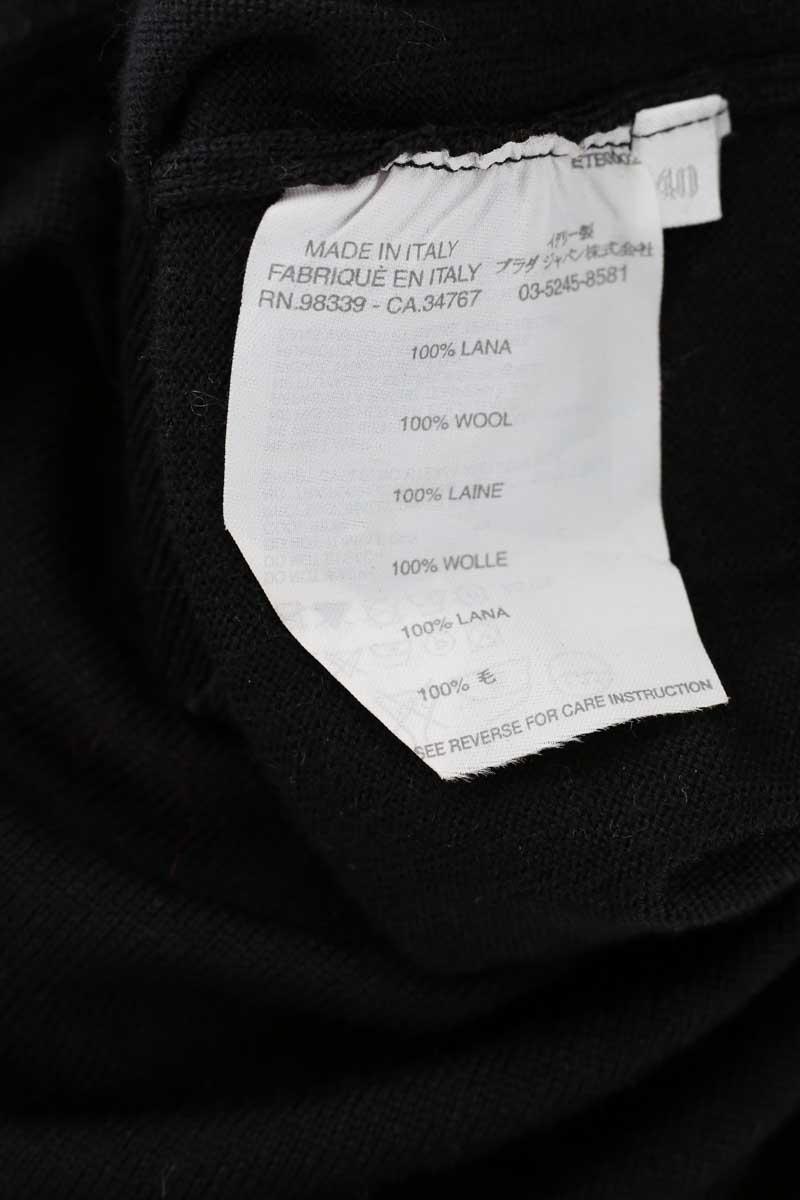 MADE IN ITALY
FABRIQUÉ EN ITALY
RN.98339 - CA.34767
イタリー製
プラダ ジャパン株式会社
03-5245-8581
100% LANA
100% WOOL
100% LAINE
100% WOLLE
100% LANA
100% 毛
SEE REVERSE FOR CARE INSTRUCTION